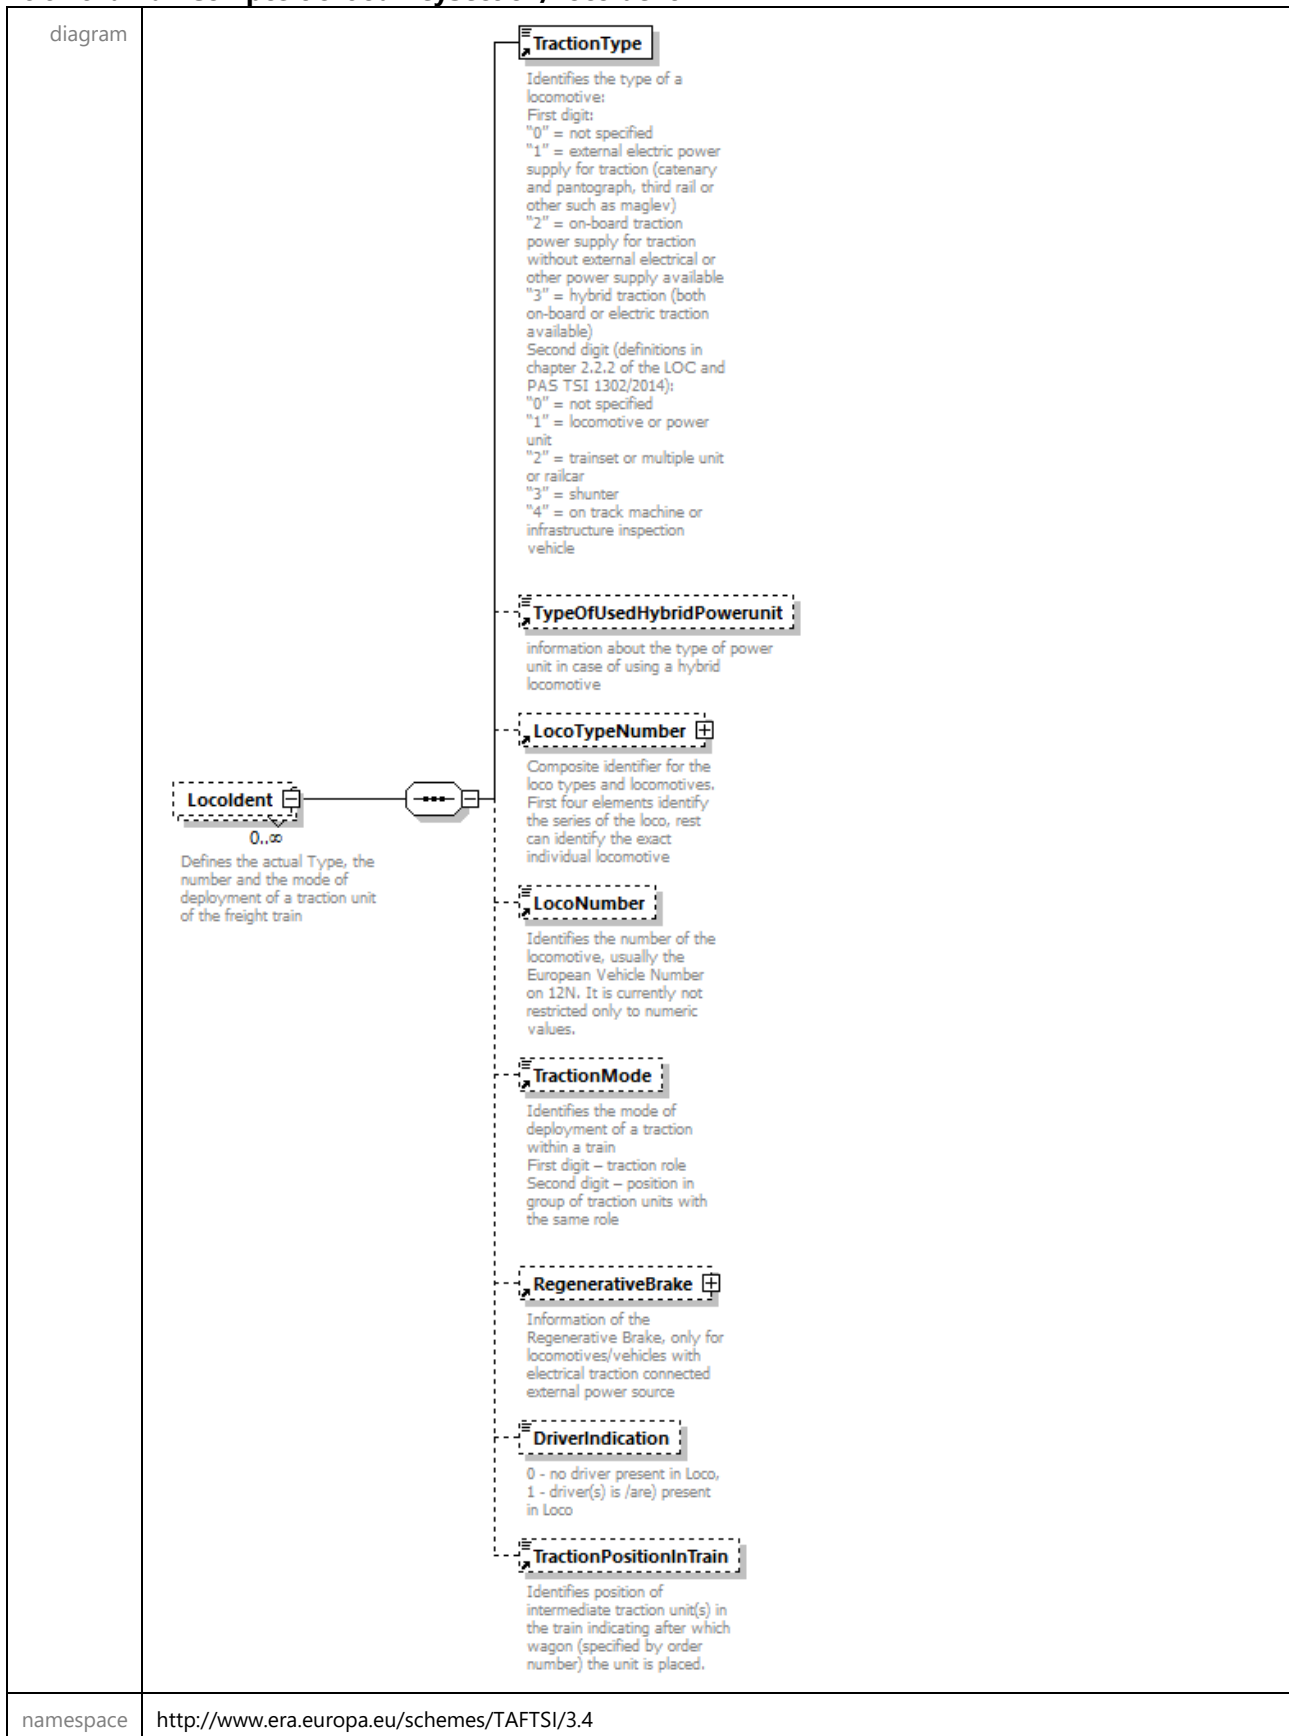 diagram
TractionType
Identifies the type of a
locomotive:
First digit:
"0" = not specified
"1" = external electric power
supply for traction (catenary
and pantograph, third rail or
other such as maglev)
"2" = on-board traction
power supply for traction
without external electrical or
other power supply available
"3" = hybrid traction (both
on-board or electric traction
available)
Second digit (definitions in
chapter 2.2.2 of the LOC and
PAS TSI 1302/2014):
"0" = not specified
"1" = locomotive or power
unit
"2" = trainset or multiple unit
or railcar
"3" = shunter
"4" = on track machine or
infrastructure inspection
vehicle
TypeOfUsedHybridPowerunit
information about the type of power
unit in case of using a hybrid
locomotive
LocoTypeNumber
Composite identifier for the
loco types and locomotives.
First four elements identify
the series of the loco, rest
can identify the exact
individual locomotive
LocoIdent
0..∞
Defines the actual Type, the
number and the mode of
deployment of a traction unit
of the freight train
LocoNumber
Identifies the number of the
locomotive, usually the
European Vehicle Number
on 12N. It is currently not
restricted only to numeric
values.
TractionMode
Identifies the mode of
deployment of a traction
within a train
First digit – traction role
Second digit – position in
group of traction units with
the same role
RegenerativeBrake
Information of the
Regenerative Brake, only for
locomotives/vehicles with
electrical traction connected
external power source
DriverIndication
0 - no driver present in Loco,
1 - driver(s) is /are) present
in Loco
TractionPositionInTrain
Identifies position of
intermediate traction unit(s) in
the train indicating after which
wagon (specified by order
number) the unit is placed.
namespace
http://www.era.europa.eu/schemes/TAFTSI/3.4